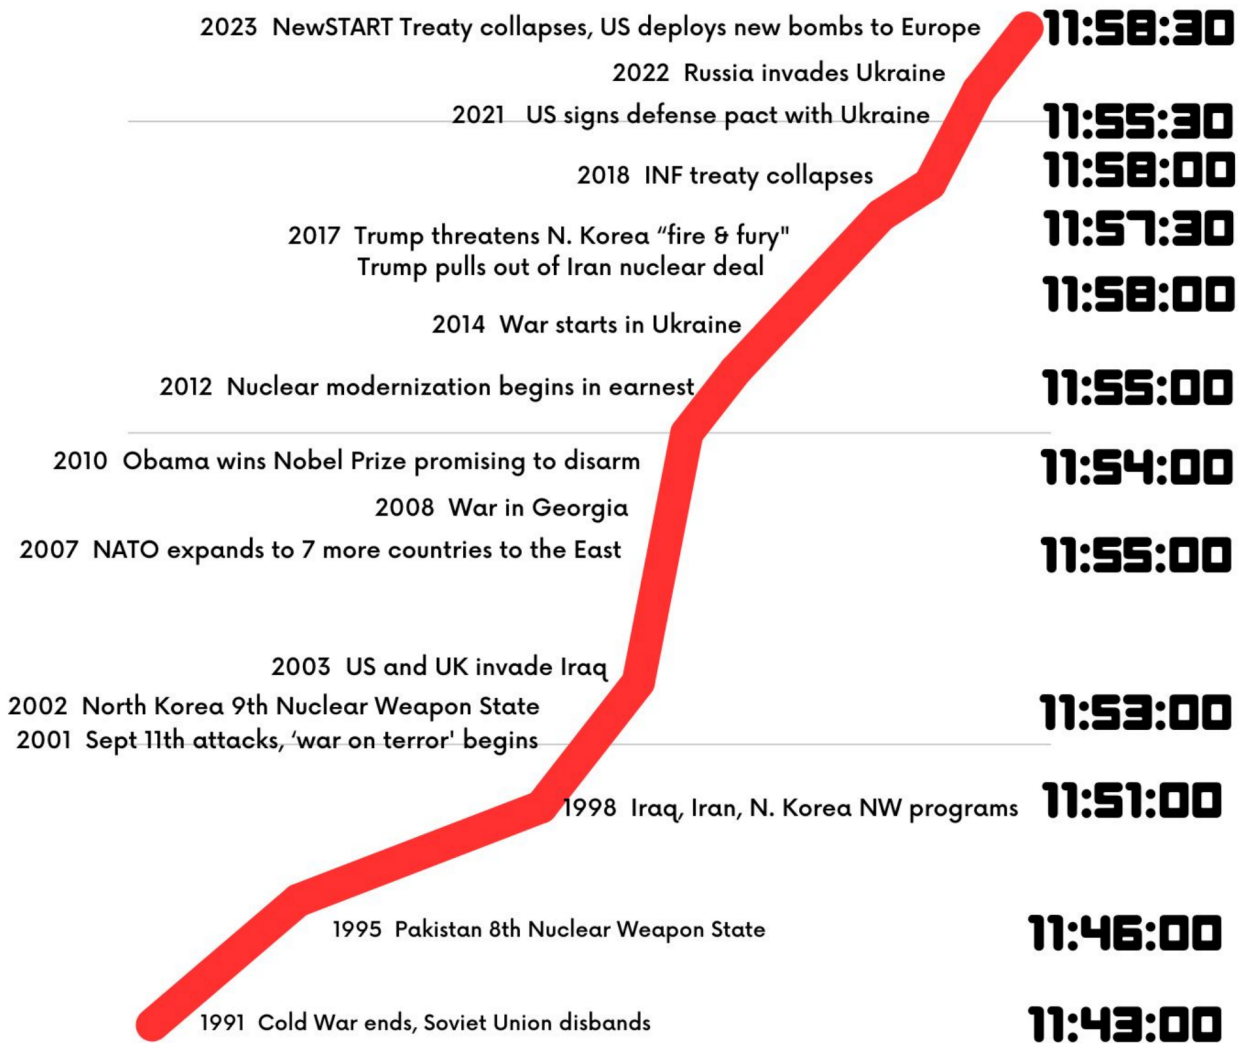 2023 NewSTART Treaty collapses, US deploys new bombs to Europe 11:58:30
2022 Russia invades Ukraine
2021 US signs defense pact with Ukraine 11:55:30
2018 INF treaty collapses 11:58:00
2017 Trump threatens N. Korea “fire & fury" 11:57:30
Trump pulls out of Iran nuclear deal
11:58:00
2014 War starts in Ukraine
2012 Nuclear modernization begins in earnest 11:55:00
2010 Obama wins Nobel Prize promising to disarm 11:54:00
2008 War in Georgia
2007 NATO expands to 7 more countries to the East 11:55:00
2003 US and UK invade Iraq
2002 North Korea 9th Nuclear Weapon State 11:53:00
2001 Sept 11th attacks, ‘war on terror' begins
1998 Iraq, Iran, N. Korea NW programs 11:51:00
1995 Pakistan 8th Nuclear Weapon State 11:46:00
1991 Cold War ends, Soviet Union disbands 11:43:00